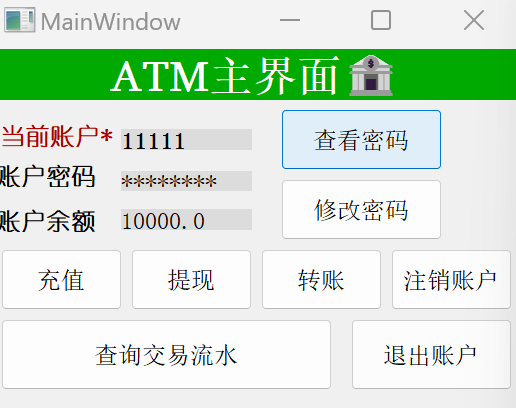 MainWindow
ATM主界面🏦
当前账户* 11111 查看密码
账户密码 ********
修改密码
账户余额 10000.0
充值 提现 转账 注销账户
查询交易流水 退出账户